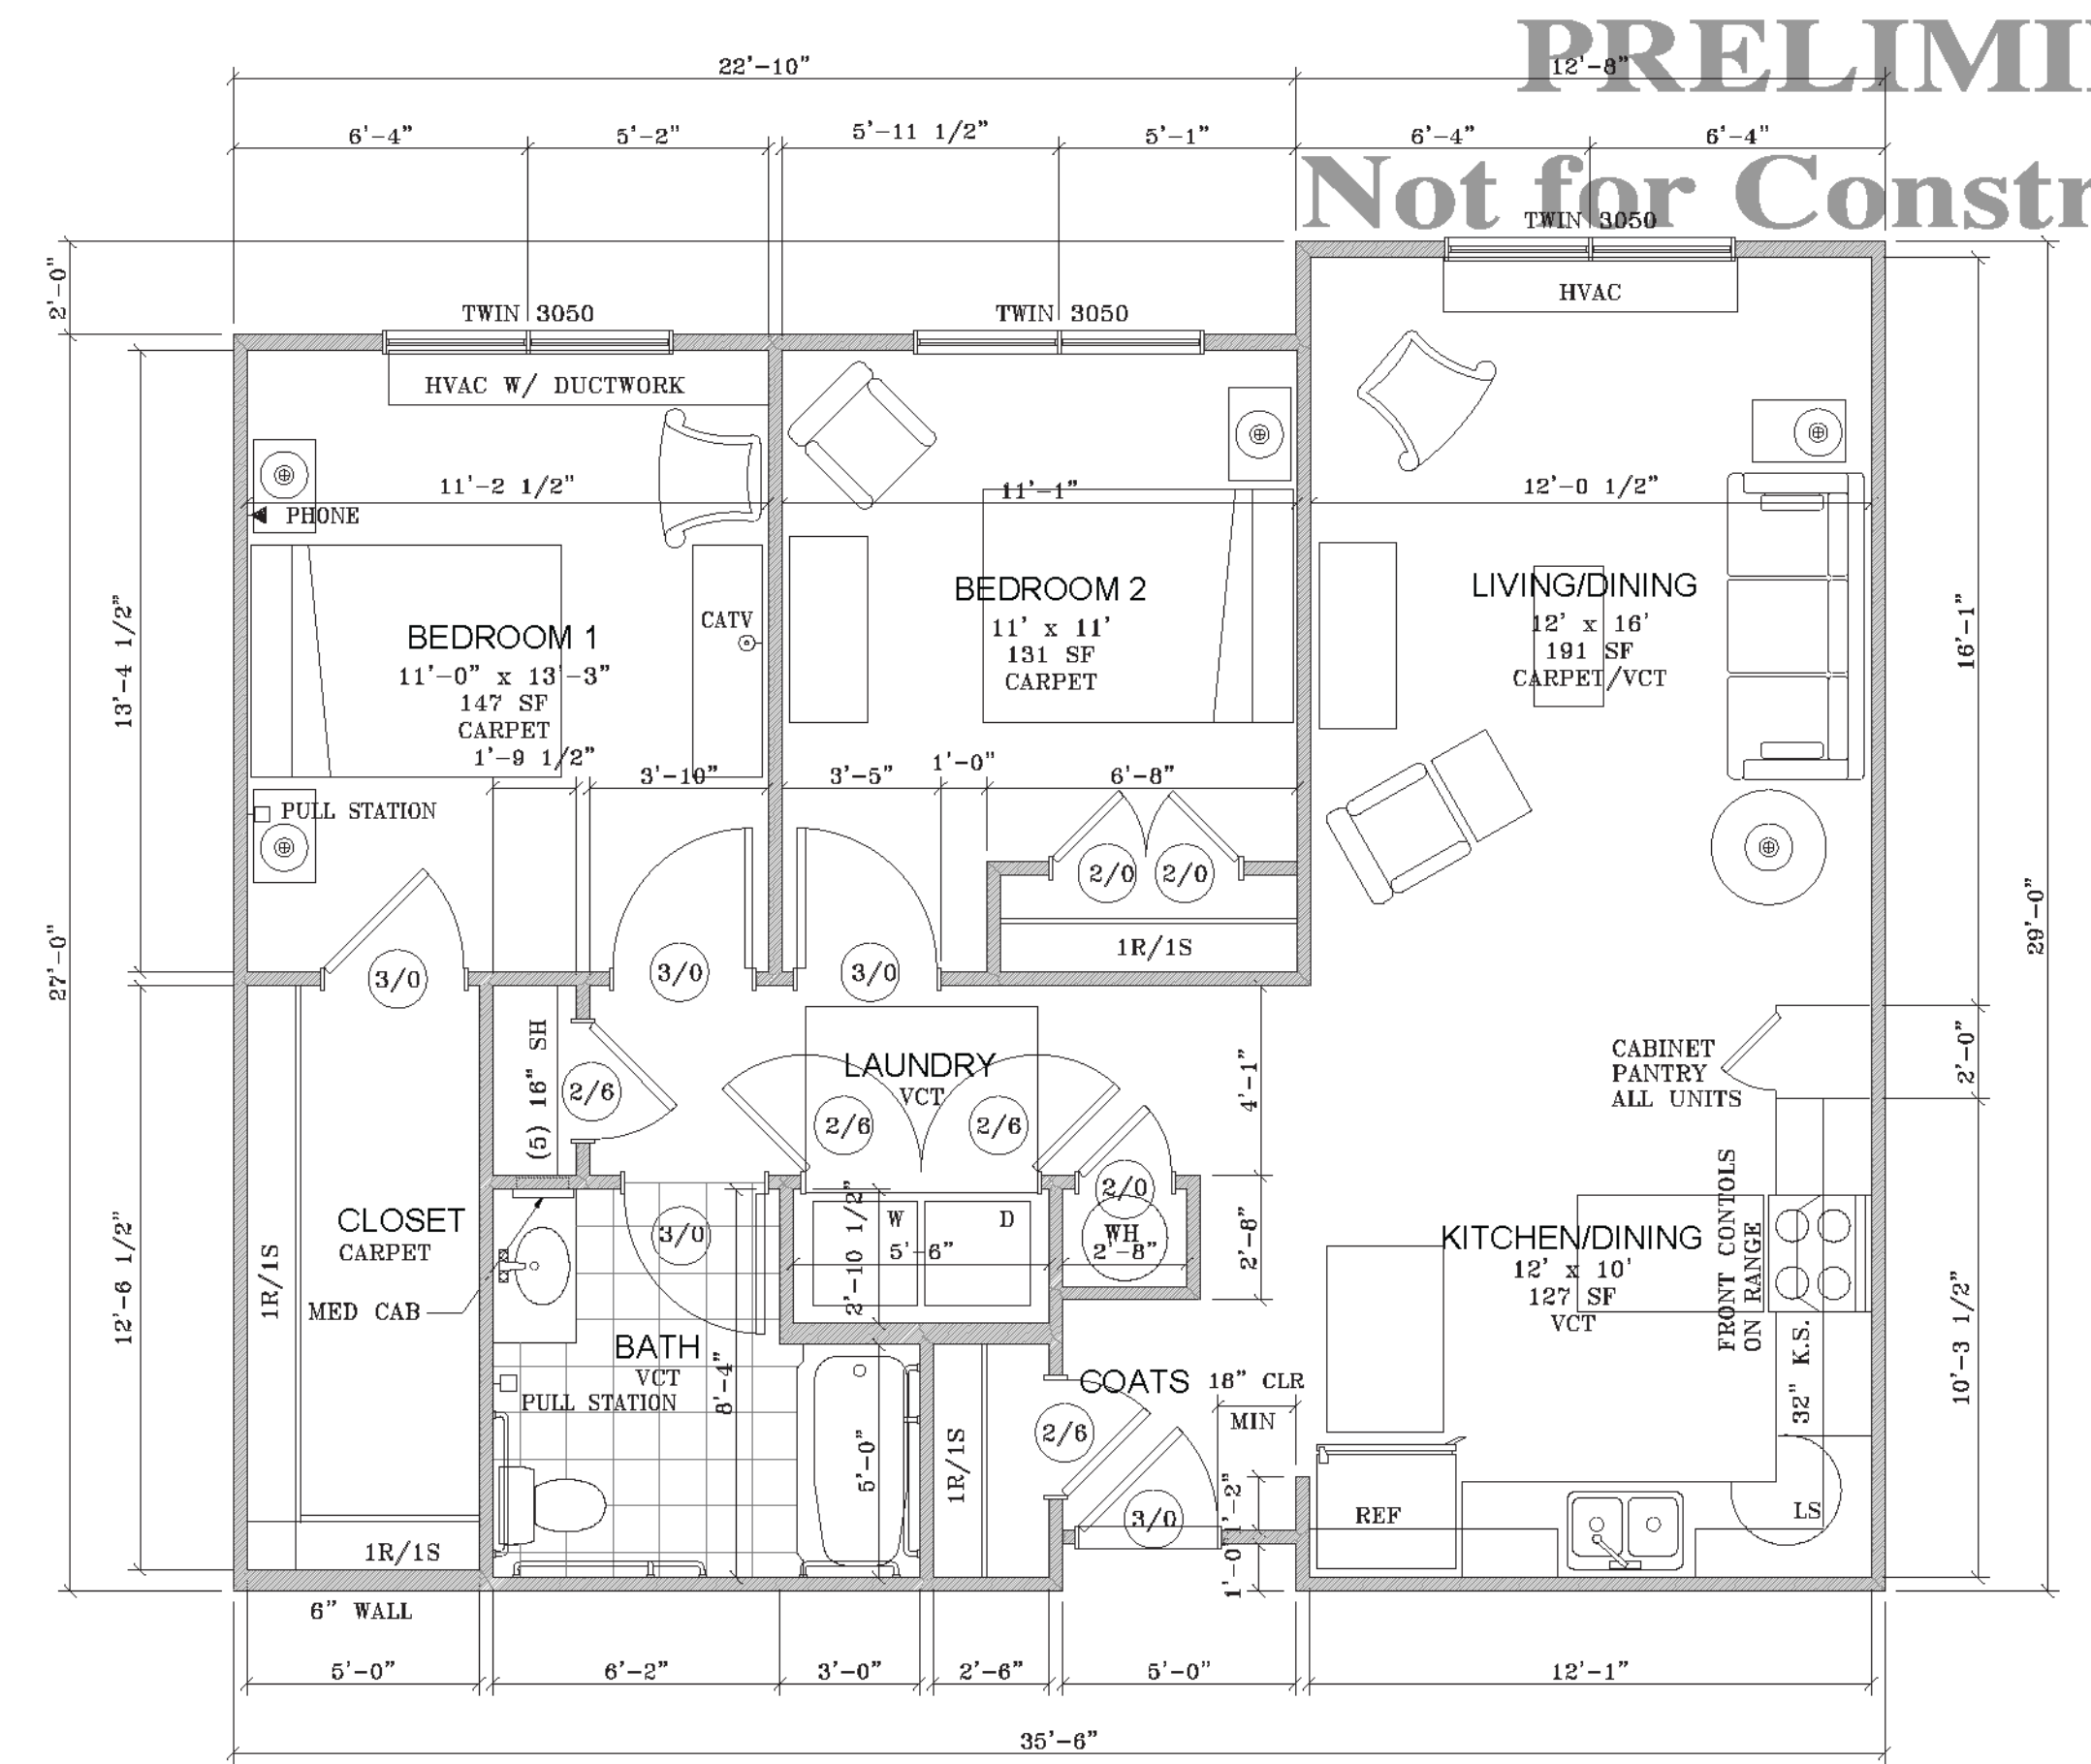 PRELIMI
22'-10"
12'-8"
6'-4"
5'-2"
5'-11 1/2"
5'-1"
6'-4"
6'-4"
Not for Constr
TWIN 3050
2'-0"
HVAC
TWIN 3050
TWIN 3050
HVAC W/ DUCTWORK
11'-2 1/2"
11'-1"
12'-0 1/2"
PHONE
BEDROOM 1
11'-0" x 13'-3"
147 SF
CARPET
CATV
BEDROOM 2
11' x 11'
131 SF
CARPET
LIVING/DINING
12' x 16'
191 SF
CARPET/VCT
13'-4 1/2"
16'-1"
1'-9 1/2"
3'-10"
3'-5"
1'-0"
6'-8"
PULL STATION
2/0
2/0
1R/1S
3/0
3/0
3/0
27'-0"
29'-0"
(5) 16" SH
2/6
LAUNDRY
VCT
2/6
2/6
4'-1"
CABINET
PANTRY
ALL UNITS
2'-0"
CLOSET
CARPET
1R/1S
MED CAB
12'-6 1/2"
3/0
2'-10 1/2"
W
D
5'-6"
2/0
WH
2'-8"
2'-8"
KITCHEN/DINING
12' x 10'
127 SF
VCT
FRONT CONTOLS
ON RANGE
32" K.S.
10'-3 1/2"
BATH
VCT
PULL STATION
8'-4"
5'-0"
1R/1S
COATS
18" CLR
MIN
2/6
3/0
1'-2"
1'-0
REF
LS
1R/1S
6" WALL
5'-0"
6'-2"
3'-0"
2'-6"
5'-0"
12'-1"
35'-6"